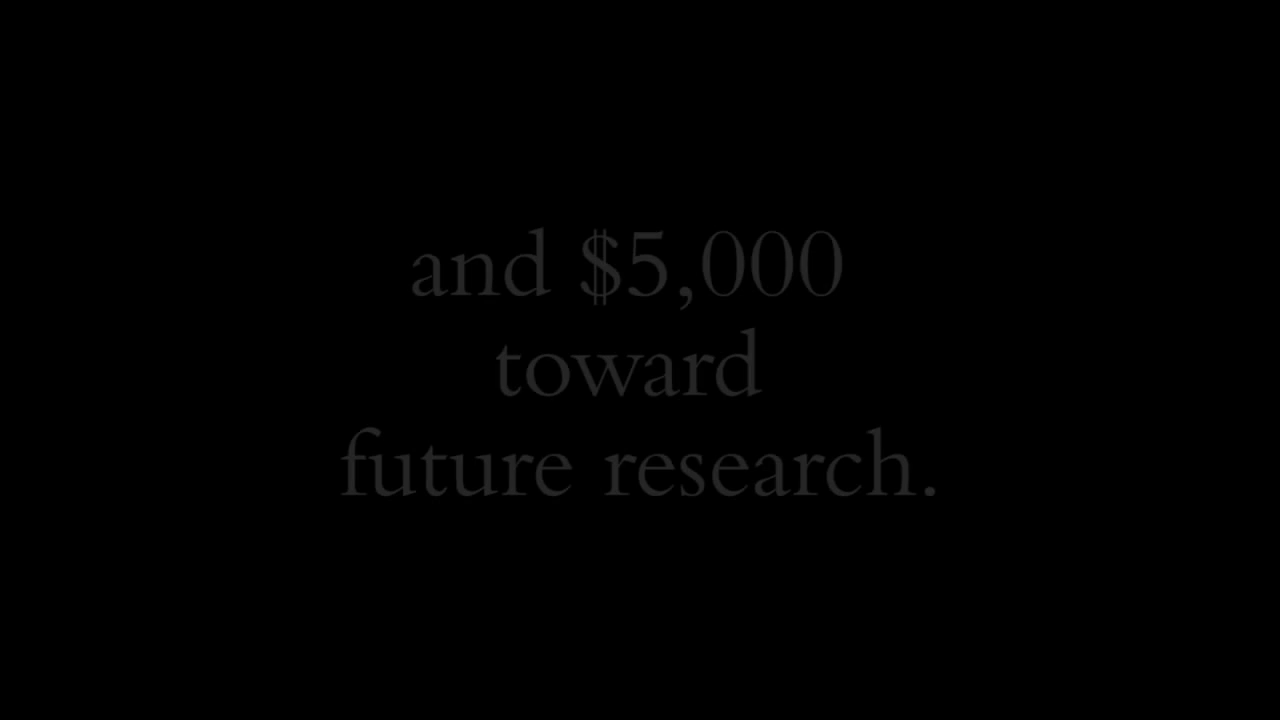 and $5,000
toward
future research.